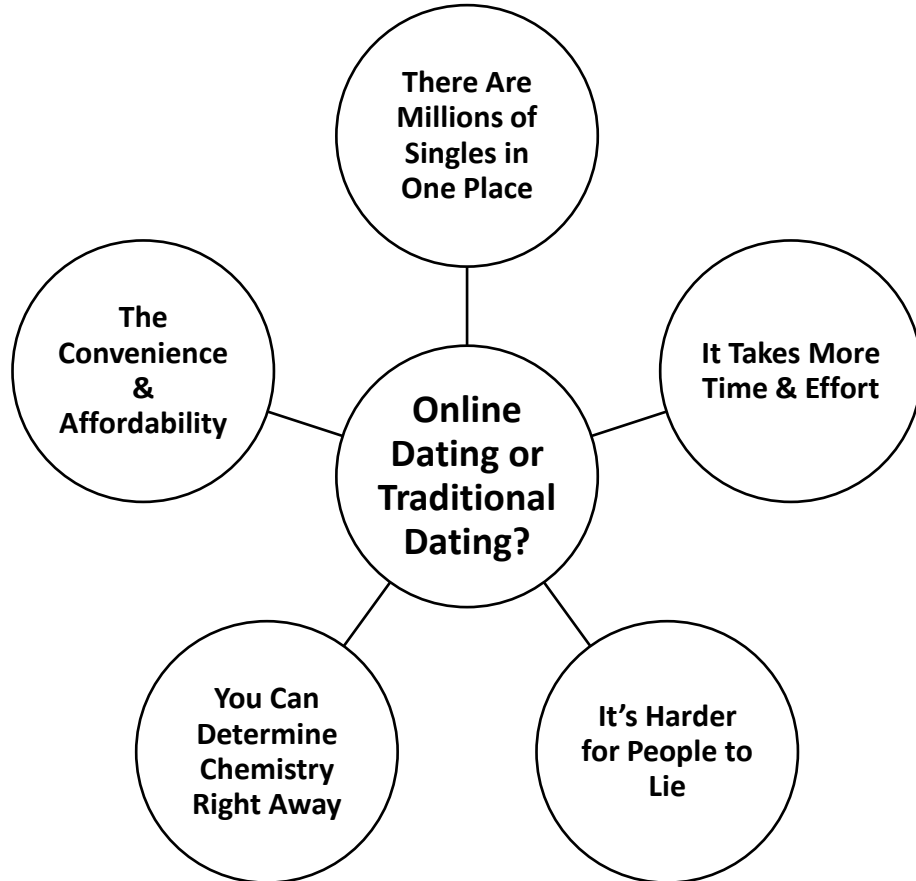 There Are
Millions of
Singles in
One Place
The
Convenience
&
Affordability
It Takes More
Time & Effort
Online
Dating or
Traditional
Dating?
You Can
Determine
Chemistry
Right Away
It’s Harder
for People to
Lie